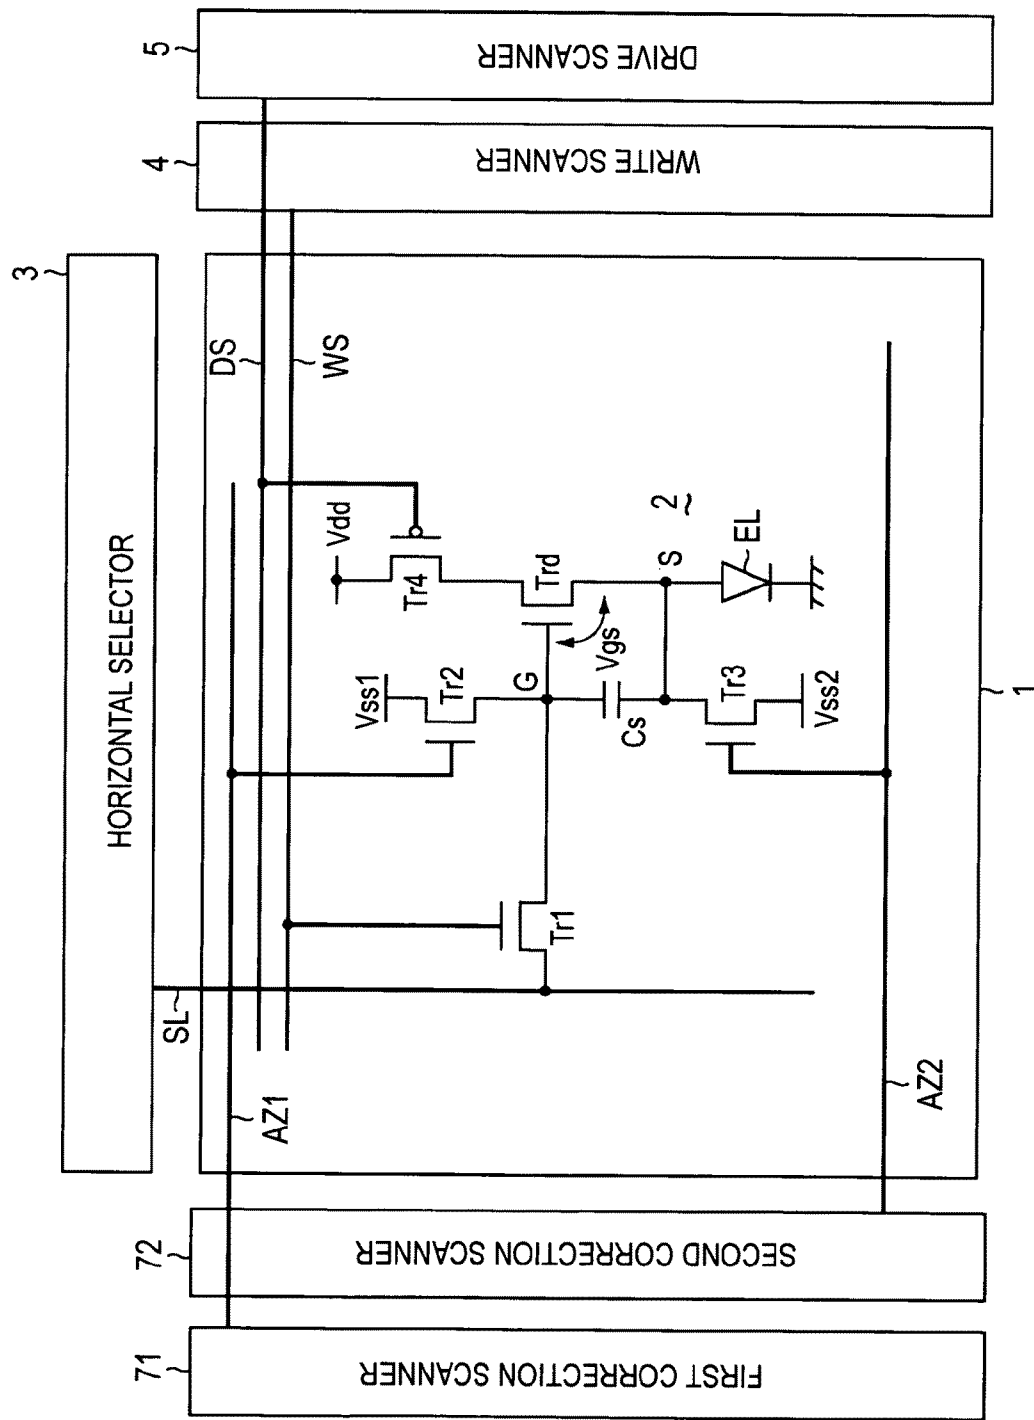 3
HORIZONTAL SELECTOR
71
72
4
5
FIRST CORRECTION SCANNER
SECOND CORRECTION SCANNER
WRITE SCANNER
DRIVE SCANNER
SL
DS
AZ1
WS
Vdd
Vss1
Tr4
Tr2
G
Trd
Tr1
Vgs
Cs
S
2
Tr3
EL
Vss2
AZ2
1